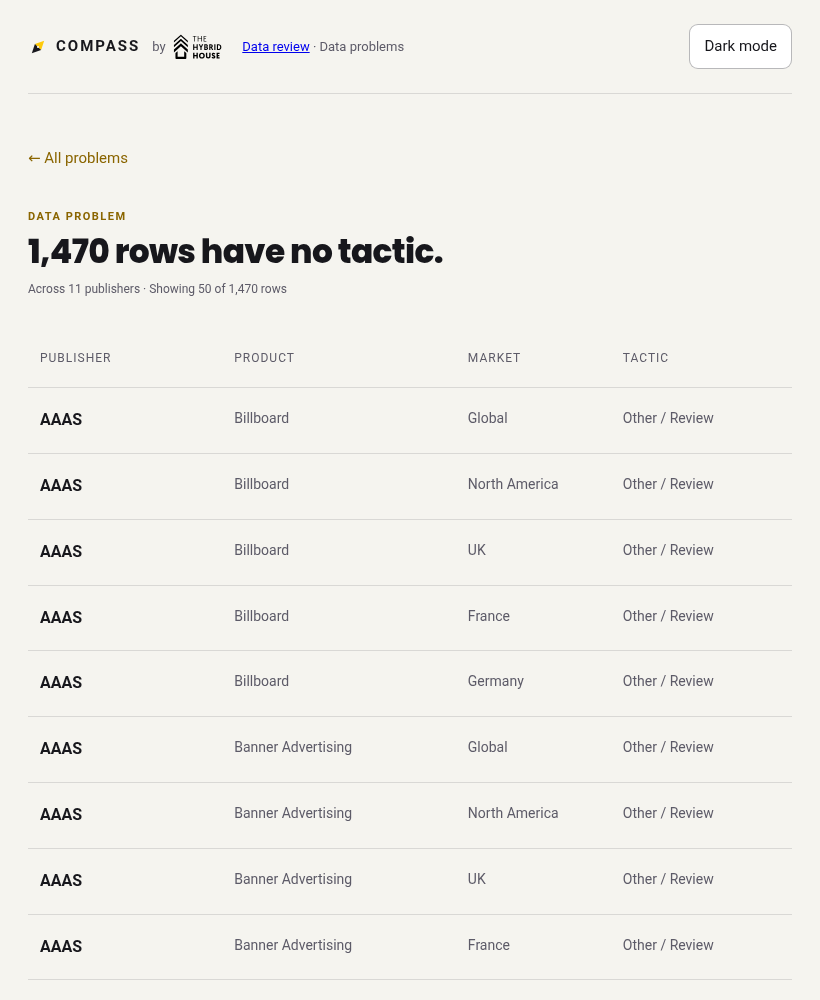 COMPASS by THE HYBRID HOUSE Data review · Data problems Dark mode
← All problems
DATA PROBLEM
1,470 rows have no tactic.
Across 11 publishers · Showing 50 of 1,470 rows
PUBLISHER PRODUCT MARKET TACTIC
AAAS Billboard Global Other / Review
AAAS Billboard North America Other / Review
AAAS Billboard UK Other / Review
AAAS Billboard France Other / Review
AAAS Billboard Germany Other / Review
AAAS Banner Advertising Global Other / Review
AAAS Banner Advertising North America Other / Review
AAAS Banner Advertising UK Other / Review
AAAS Banner Advertising France Other / Review